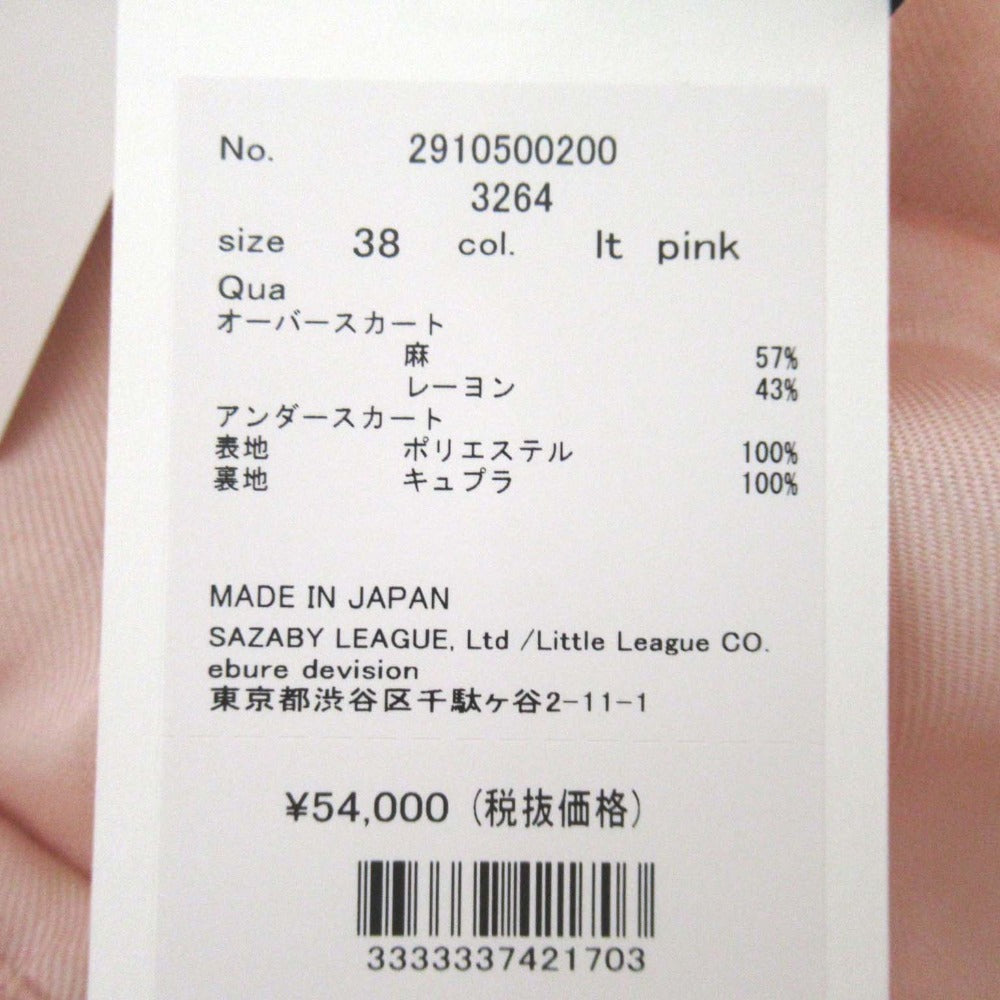 No. 2910500200
3264
size 38 col. lt pink
Qua
オーバースカート
麻 57%
レーヨン 43%
アンダースカート
表地 ポリエステル 100%
裏地 キュプラ 100%
MADE IN JAPAN
SAZABY LEAGUE, Ltd /Little League CO.
ebure devision
東京都渋谷区千駄ヶ谷2-11-1
¥54,000 (税抜価格)
3333337421703